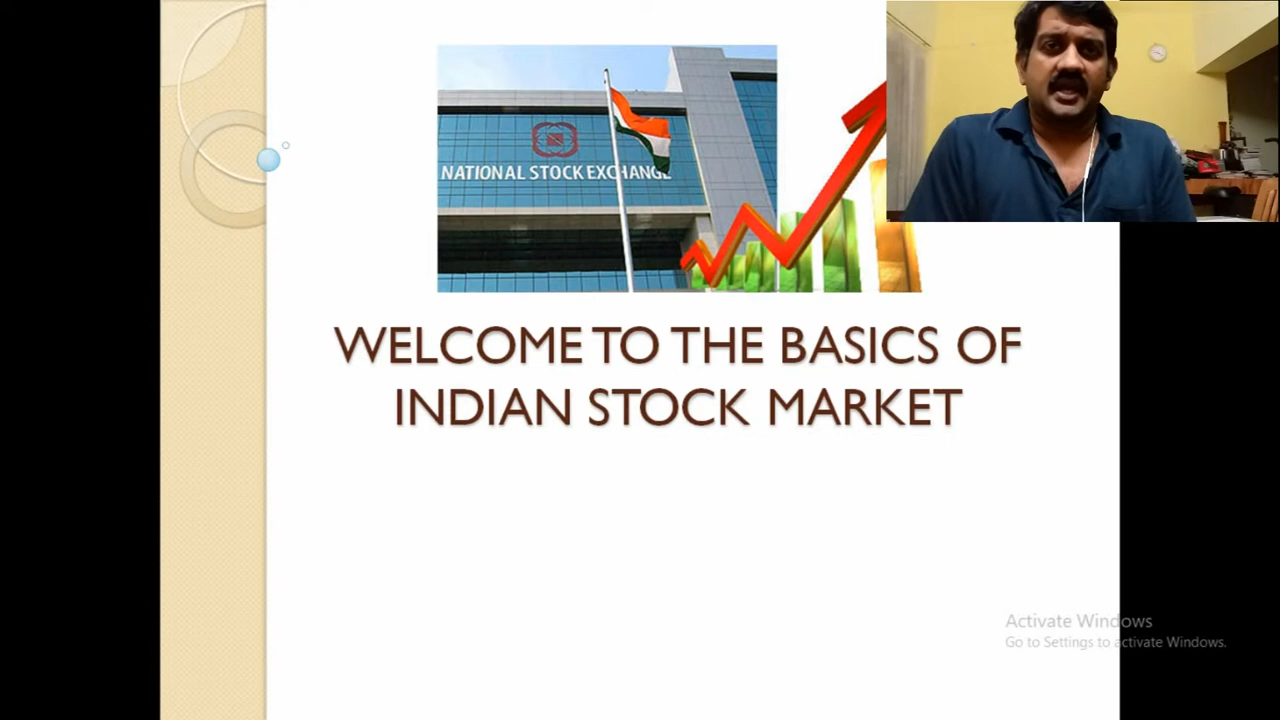 NATIONAL STOCK EXCHANGE
WELCOME TO THE BASICS OF
INDIAN STOCK MARKET
Activate Windows
Go to Settings to activate Windows.